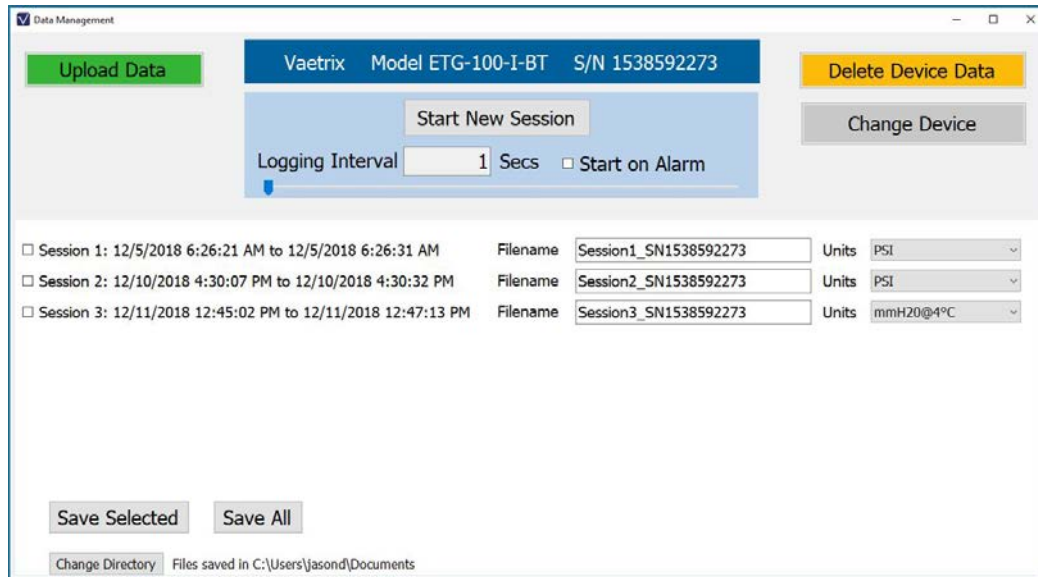 Data Management
Upload Data
Vaetrix Model ETG-100-I-BT S/N 1538592273
Delete Device Data
Start New Session
Change Device
Logging Interval 1 Secs Start on Alarm
Session 1: 12/5/2018 6:26:21 AM to 12/5/2018 6:26:31 AM Filename Session1_SN1538592273 Units PSI
Session 2: 12/10/2018 4:30:07 PM to 12/10/2018 4:30:32 PM Filename Session2_SN1538592273 Units PSI
Session 3: 12/11/2018 12:45:02 PM to 12/11/2018 12:47:13 PM Filename Session3_SN1538592273 Units mmH20@4°C
Save Selected Save All
Change Directory Files saved in C:\Users\jasond\Documents